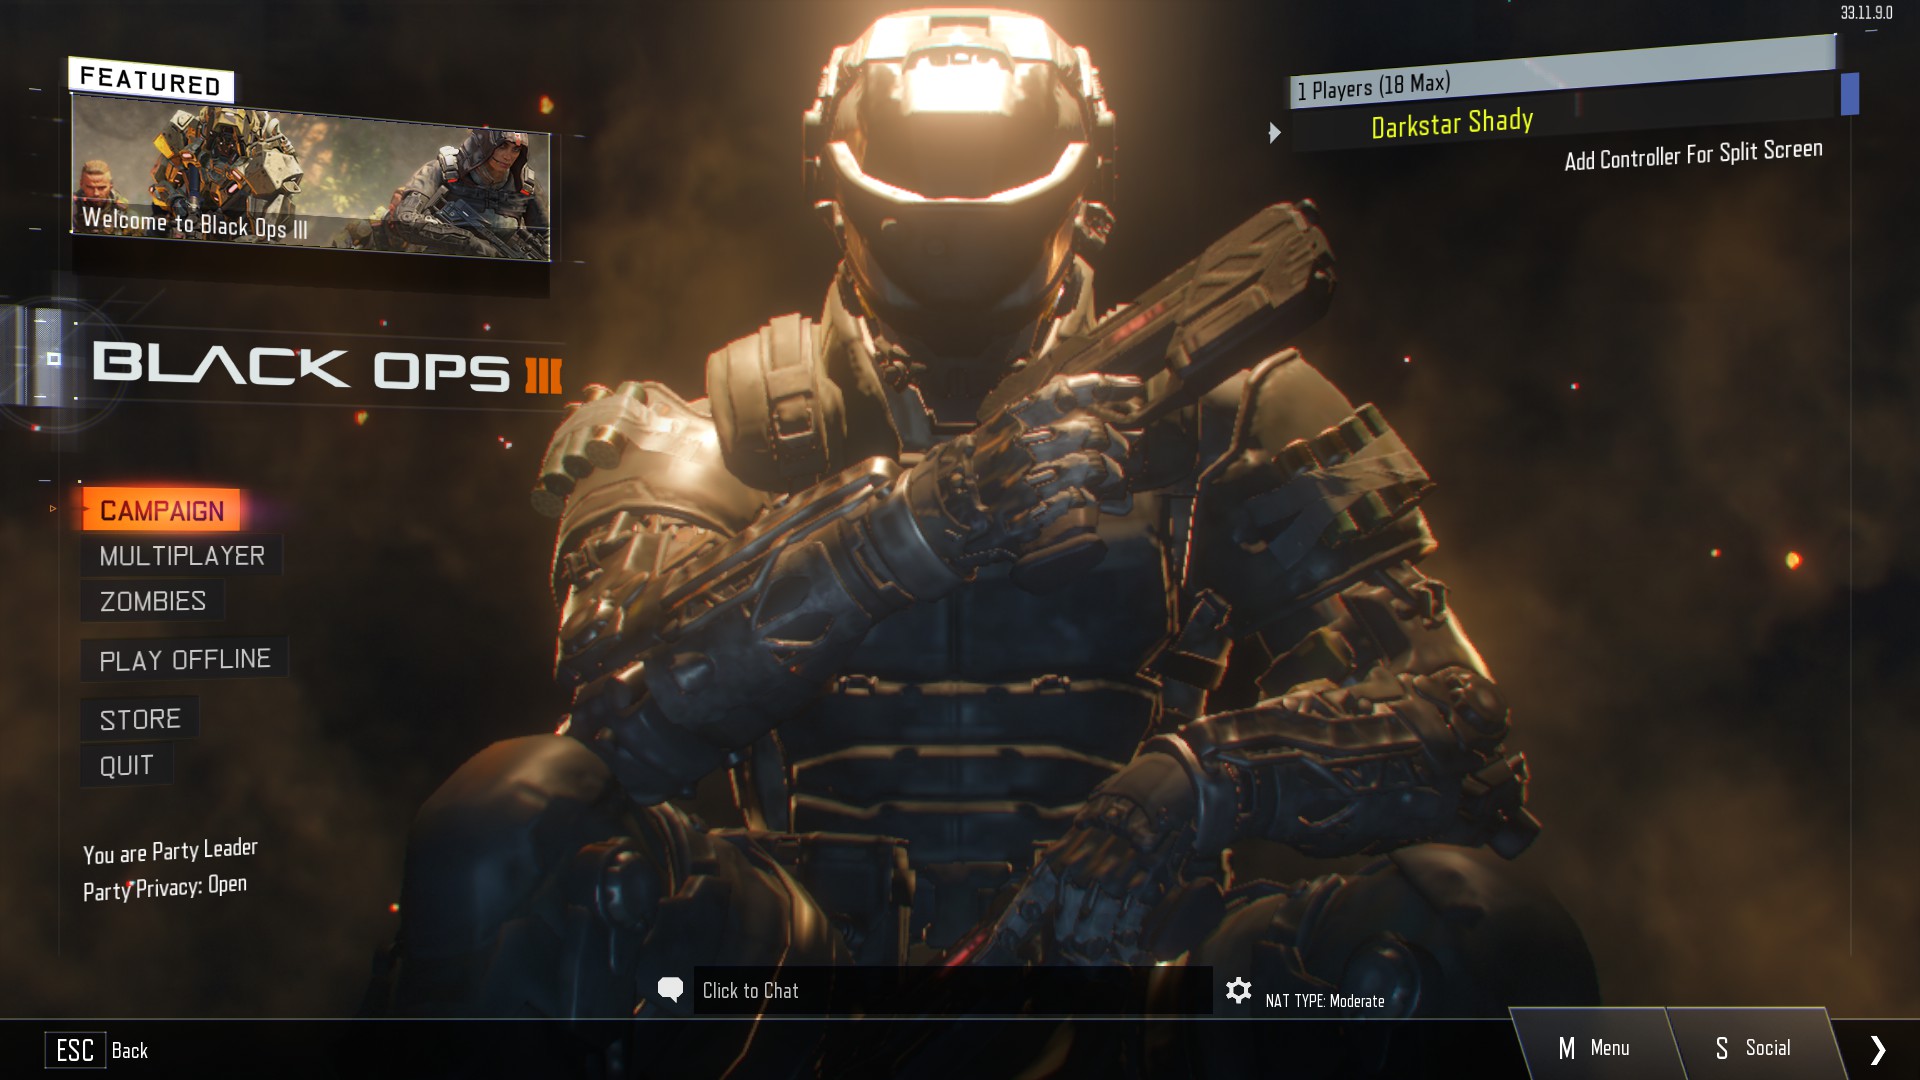 33.11.9.0
FEATURED
Welcome to Black Ops III
1 Players (18 Max)
Darkstar Shady
Add Controller For Split Screen
BLACK OPS III
CAMPAIGN
MULTIPLAYER
ZOMBIES
PLAY OFFLINE
STORE
QUIT
You are Party Leader
Party Privacy: Open
Click to Chat
NAT TYPE: Moderate
ESC Back
M Menu
S Social